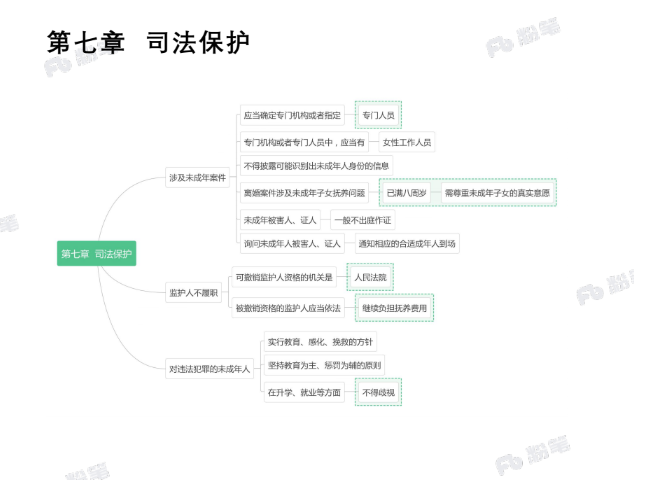 第七章 司法保护
粉笔
粉笔
应当确定专门机构或者指定 专门人员
专门机构或者专门人员中，应当有 女性工作人员
不得披露可能识别出未成年人身份的信息
涉及未成年案件
离婚案件涉及未成年子女抚养问题 已满八周岁 需尊重未成年子女的真实意愿
未成年被害人、证人 一般不出庭作证
询问未成年人被害人、证人 通知相应的合适成年人到场
第七章 司法保护
可撤销监护人资格的机关是 人民法院
监护人不履职
被撤销资格的监护人应当依法 继续负担抚养费用
实行教育、感化、挽救的方针
对违法犯罪的未成年人
坚持教育为主、惩罚为辅的原则
在升学、就业等方面 不得歧视
粉笔
粉笔
粉笔